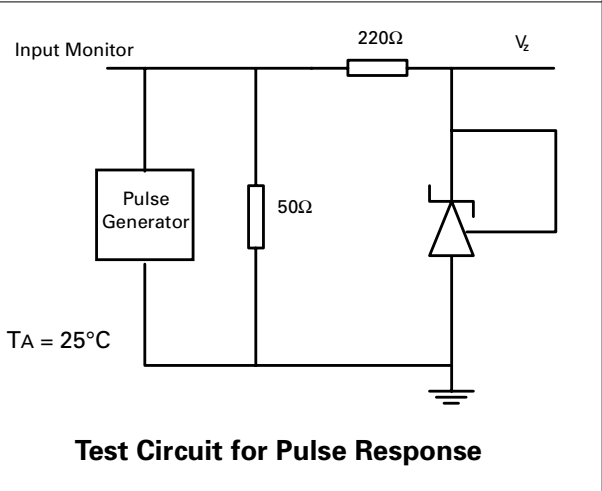 Input Monitor
220Ω
Vz
Pulse
Generator
50Ω
TA = 25°C
Test Circuit for Pulse Response